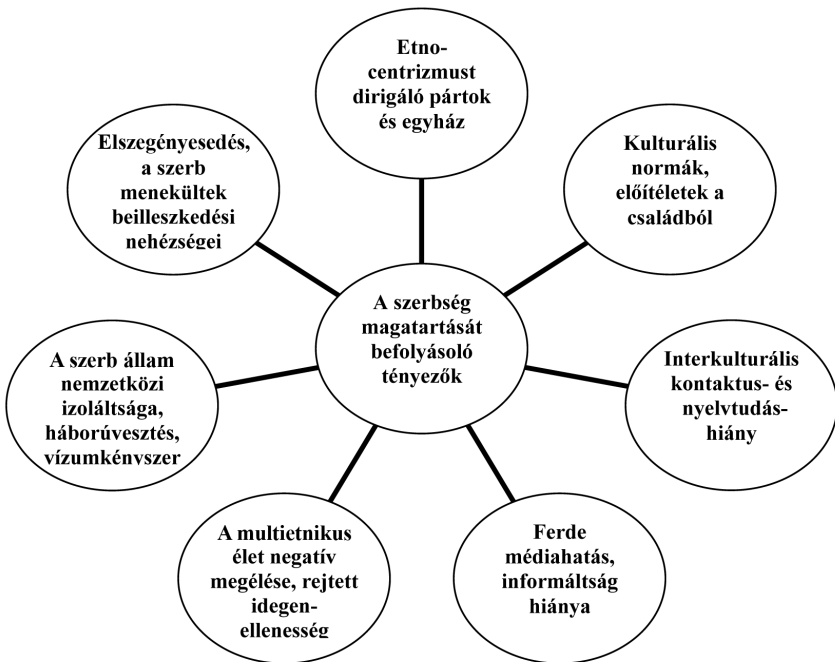 Etno-
centrizmust
dirigáló pártok
és egyház
Kulturális
normák,
előítéletek a
családból
Interkulturális
kontaktus- és
nyelvtudás-
hiány
Ferde
médiahatás,
informáltság
hiánya
A multietnikus
élet negatív
megélése, rejtett
idegen-
ellenesség
A szerb állam
nemzetközi
izoláltsága,
háborúvesztés,
vízumkényszer
Elszegényesedés,
a szerb
menekültek
beilleszkedési
nehézségei
A szerbség
magatartását
befolyásoló
tényezők